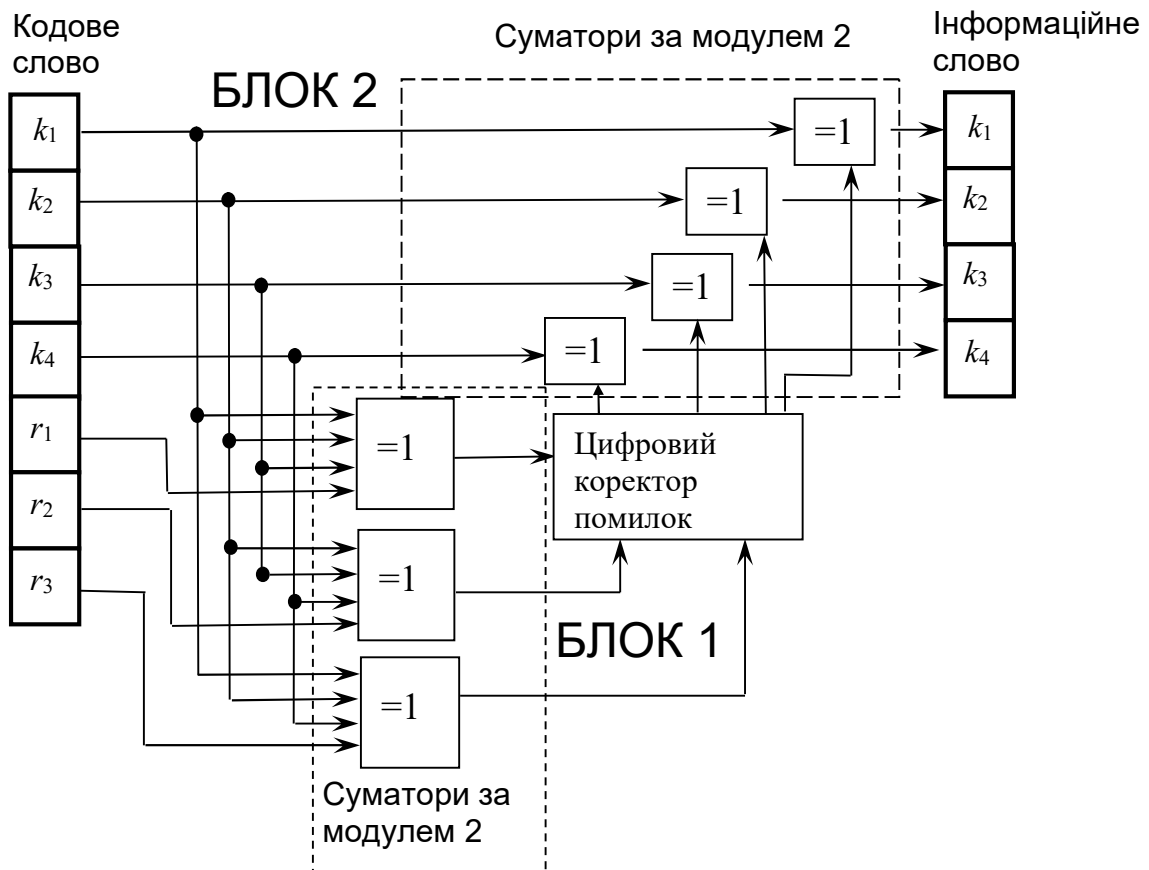 Кодове
слово
Суматори за модулем 2
Інформаційне
слово
БЛОК 2
k1
=1
k1
k2
=1
k2
k3
=1
k3
k4
=1
k4
r1
=1
Цифровий
коректор
помилок
r2
=1
r3
БЛОК 1
=1
Суматори за
модулем 2